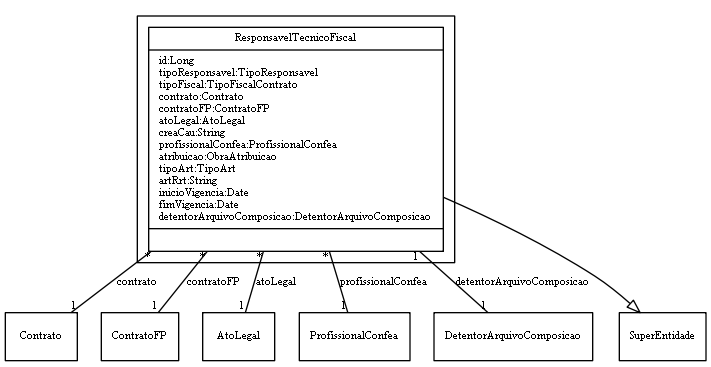 ResponsavelTecnicoFiscal
id:Long
tipoResponsavel:TipoResponsavel
tipoFiscal:TipoFiscalContrato
contrato:Contrato
contratoFP:ContratoFP
atoLegal:AtoLegal
creaCau:String
profissionalConfea:ProfissionalConfea
atribuicao:ObraAtribuicao
tipoArt:TipoArt
artRrt:String
inicioVigencia:Date
fimVigencia:Date
detentorArquivoComposicao:DetentorArquivoComposicao
* * * * 1
contrato contratoFP atoLegal profissionalConfea detentorArquivoComposicao
1 1 1 1 1
Contrato ContratoFP AtoLegal ProfissionalConfea DetentorArquivoComposicao SuperEntidade